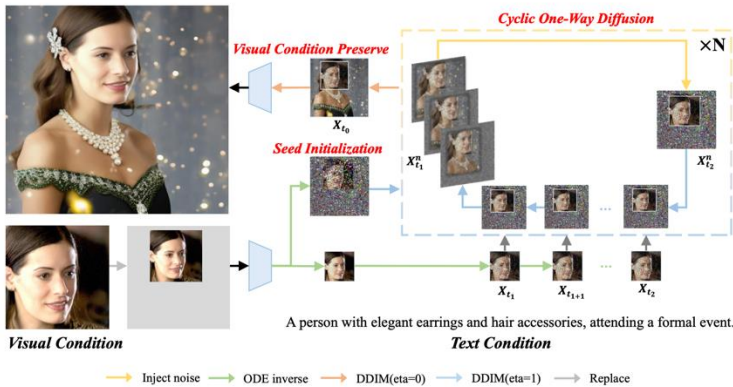 Cyclic One-Way Diffusion
×N
Visual Condition Preserve
X_{t_0}
X^n_{t_1}
X^n_{t_2}
Seed Initialization
...
X_{t_1} X_{t_1+1} ... X_{t_2}
A person with elegant earrings and hair accessories, attending a formal event.
Visual Condition Text Condition
Inject noise ODE inverse DDIM(eta=0) DDIM(eta=1) Replace